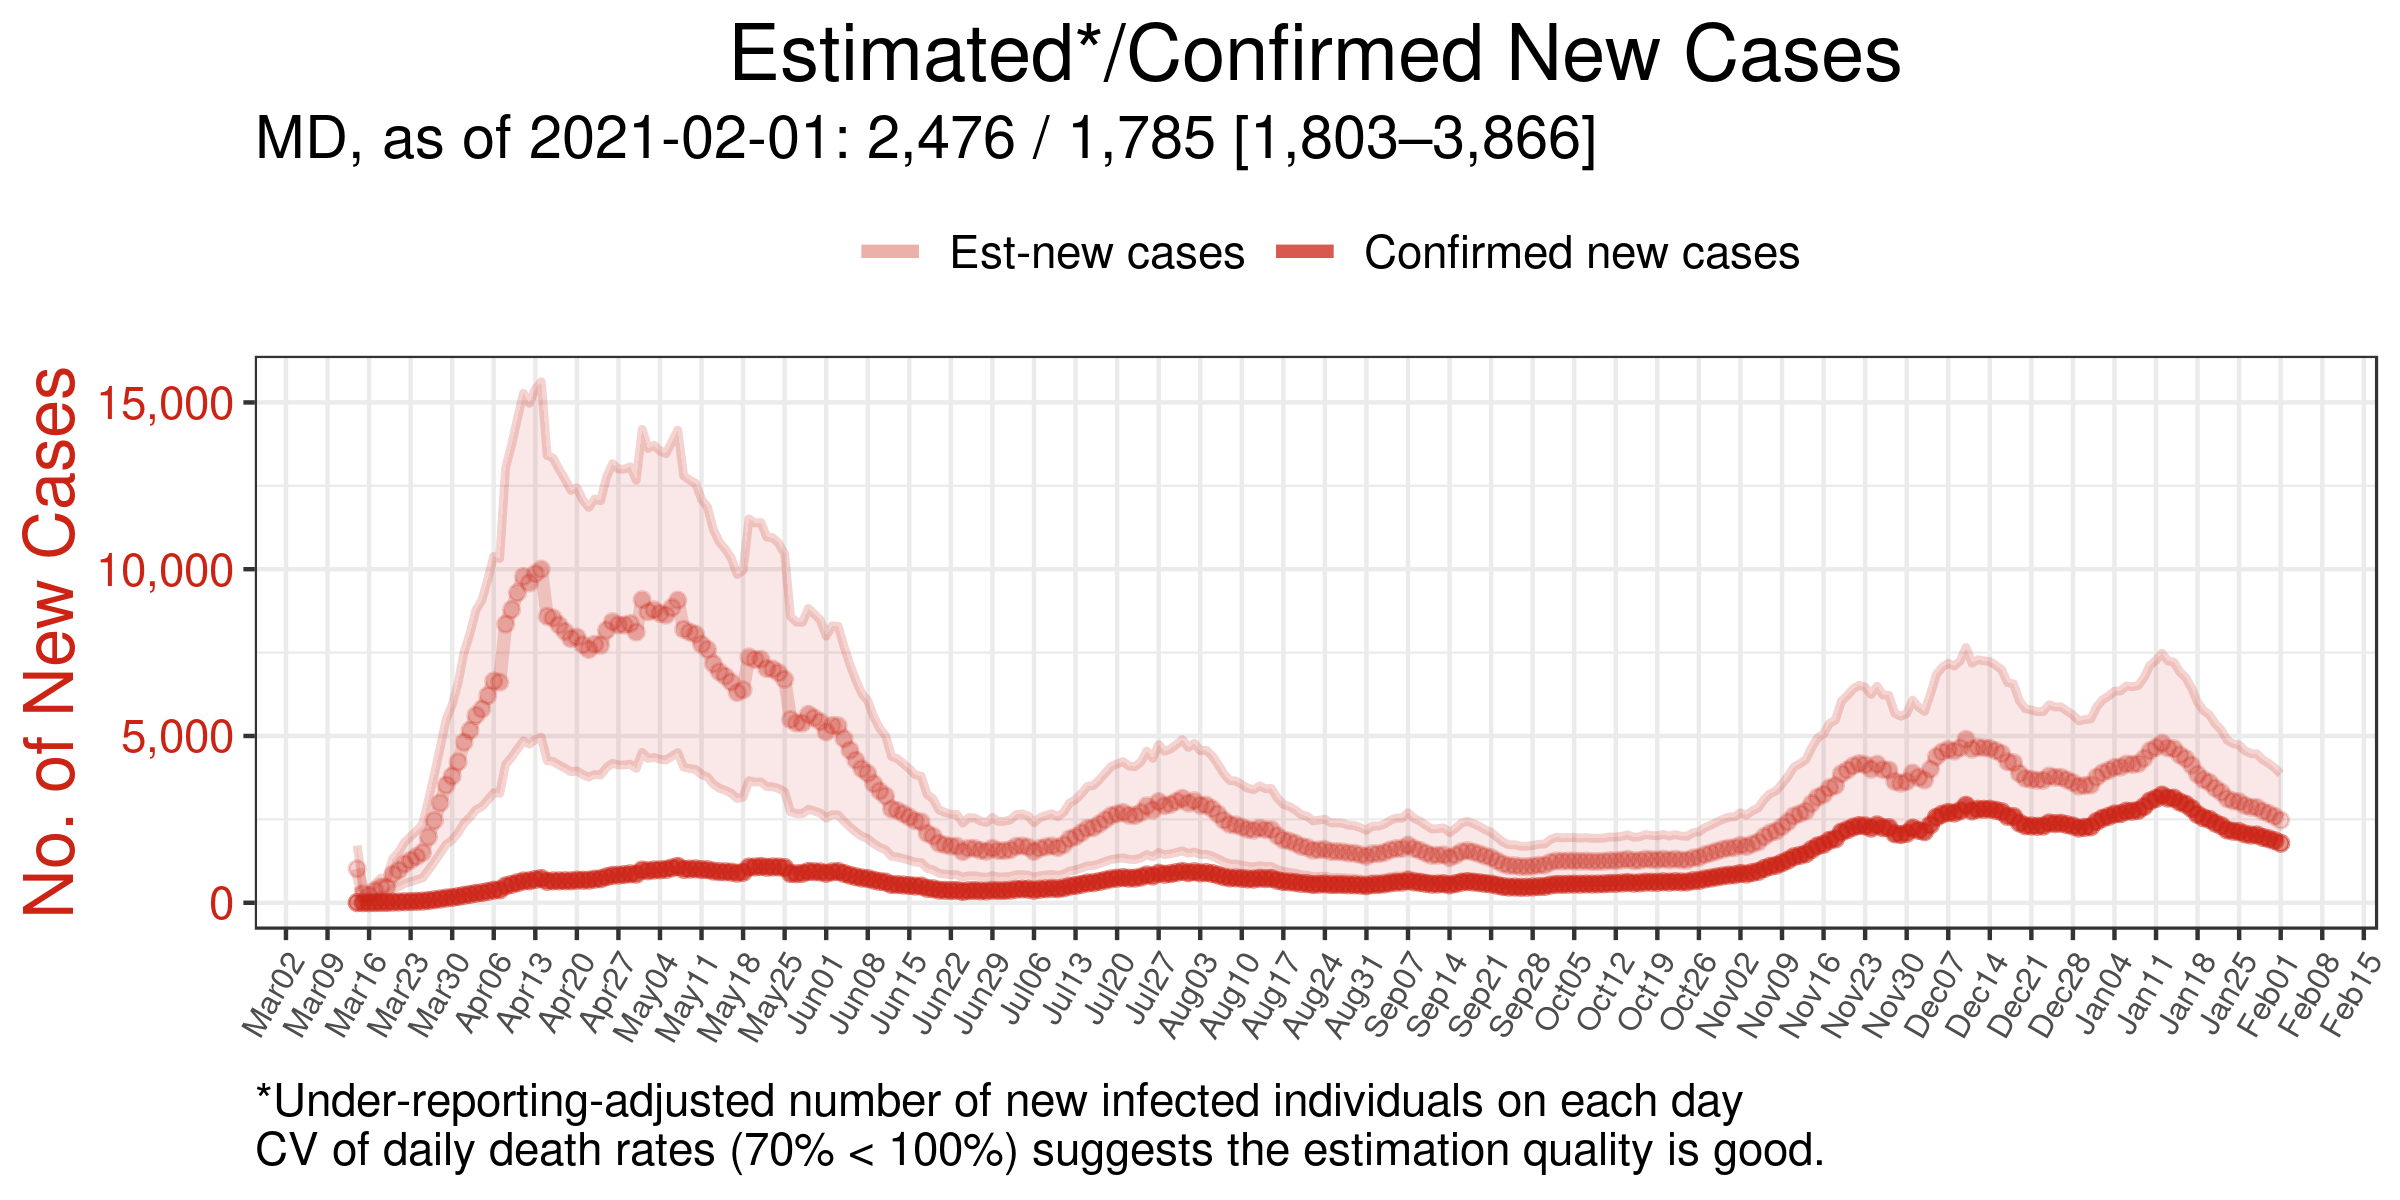 Estimated*/Confirmed New Cases
MD, as of 2021-02-01: 2,476 / 1,785 [1,803–3,866]
Est-new cases Confirmed new cases
No. of New Cases
15,000
10,000
5,000
0
Mar02 Mar09 Mar16 Mar23 Mar30 Apr06 Apr13 Apr20 Apr27 May04 May11 May18 May25 Jun01 Jun08 Jun15 Jun22 Jun29 Jul06 Jul13 Jul20 Jul27 Aug03 Aug10 Aug17 Aug24 Aug31 Sep07 Sep14 Sep21 Sep28 Oct05 Oct12 Oct19 Oct26 Nov02 Nov09 Nov16 Nov23 Nov30 Dec07 Dec14 Dec21 Dec28 Jan04 Jan11 Jan18 Jan25 Feb01 Feb08 Feb15
*Under-reporting-adjusted number of new infected individuals on each day
CV of daily death rates (70% < 100%) suggests the estimation quality is good.